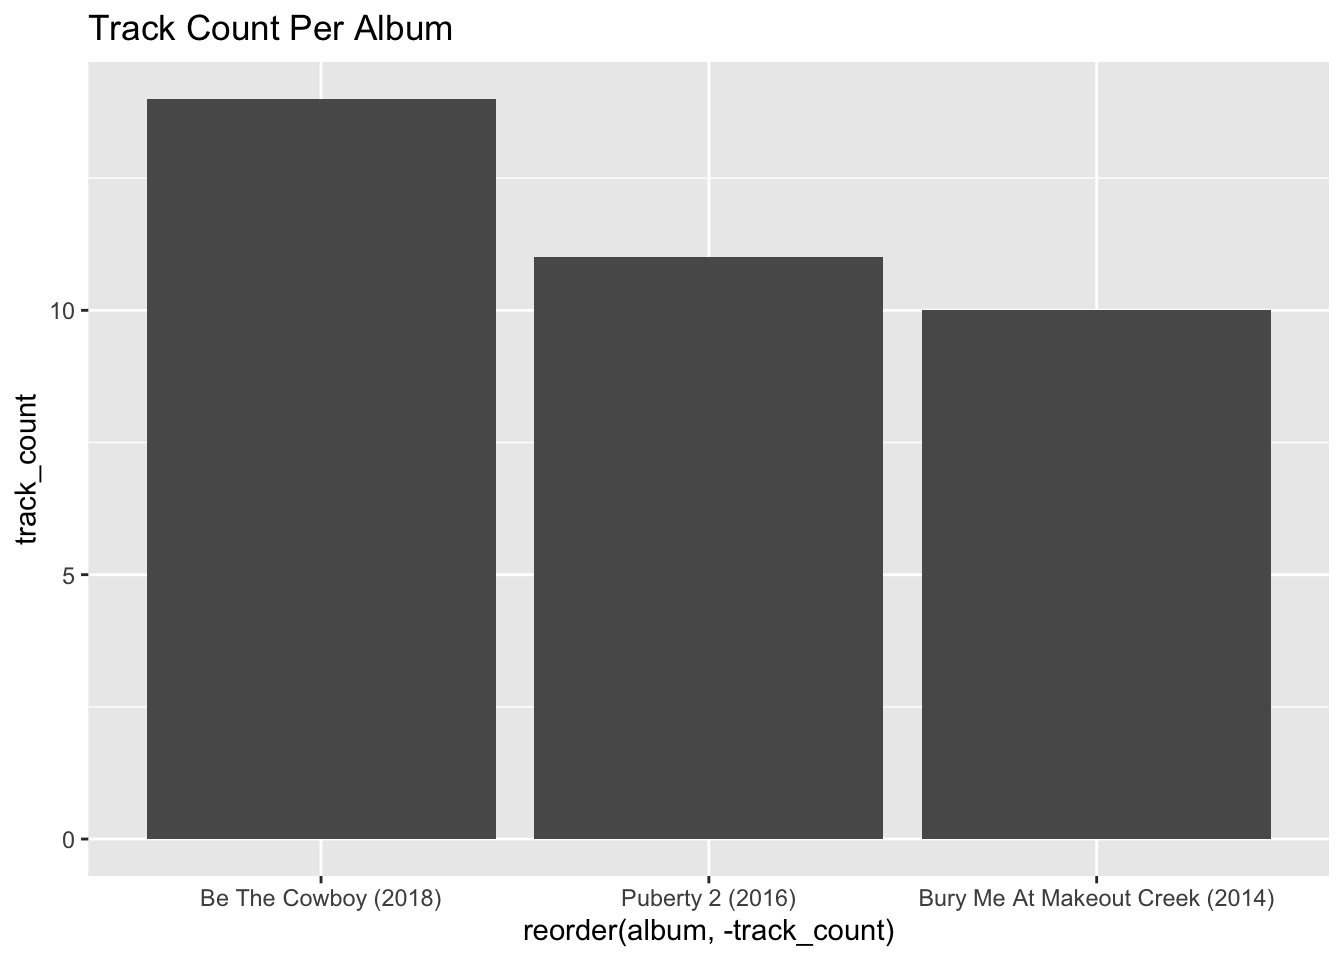 Track Count Per Album
track_count
10
5
0
Be The Cowboy (2018)
Puberty 2 (2016)
Bury Me At Makeout Creek (2014)
reorder(album, -track_count)